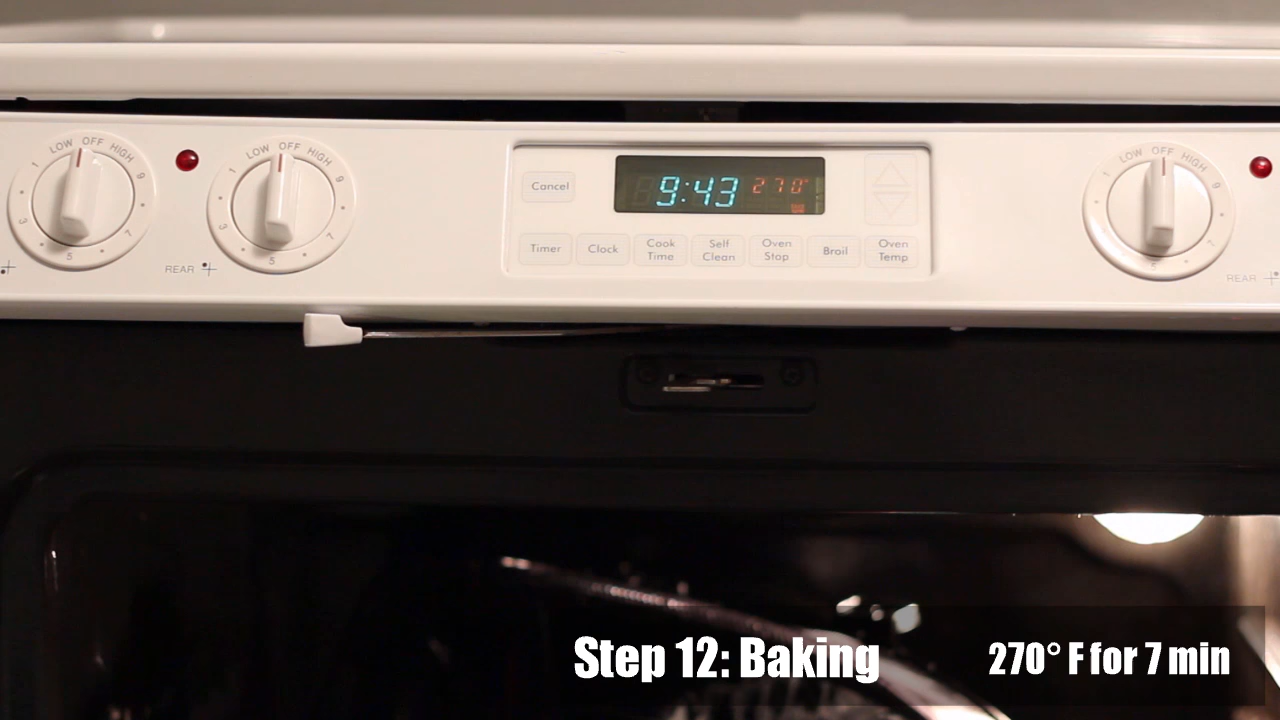 LOW OFF HIGH
1
9
3
7
5
LOW OFF HIGH
1
9
3
7
5
REAR
Cancel
9:43 270°
Timer
Clock
Cook
Time
Self
Clean
Oven
Stop
Broil
Oven
Temp
LOW OFF HIGH
1
9
3
7
5
REAR
Step 12: Baking
270° F for 7 min